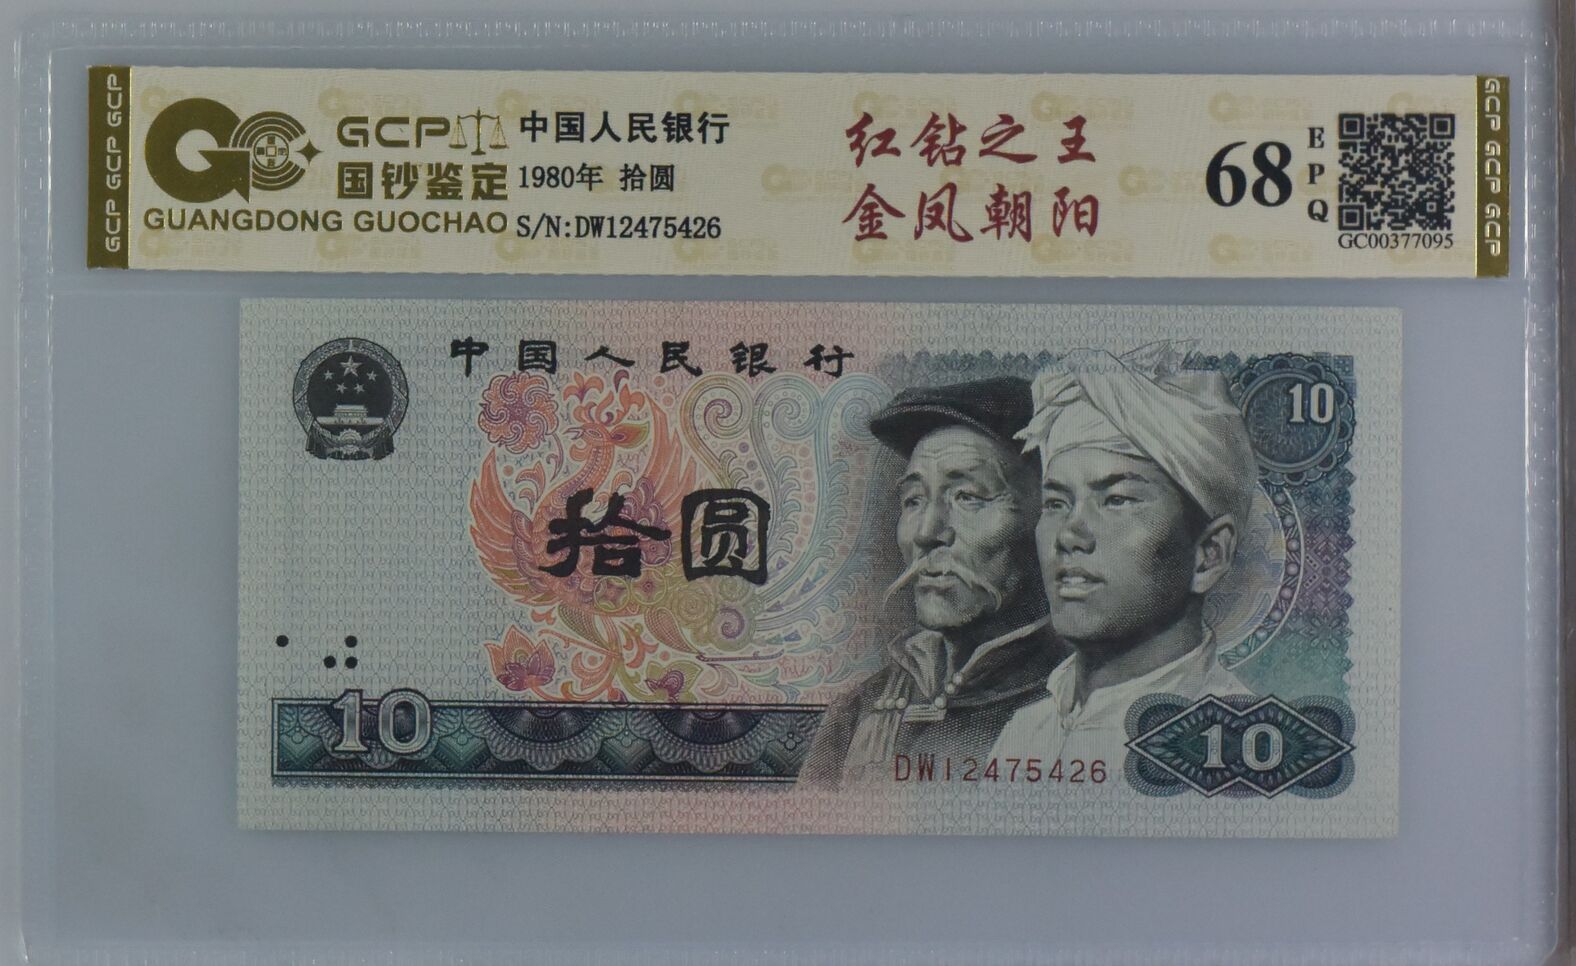 GCP GCP GCP
GCP
国钞鉴定
GUANGDONG GUOCHAO
中国人民银行
1980年 拾圆
S/N:DW12475426
红钻之王
金凤朝阳
68
EPQ
GC00377095
GCP GCP GCP
中国人民银行
10
拾圆
10
DW12475426
10